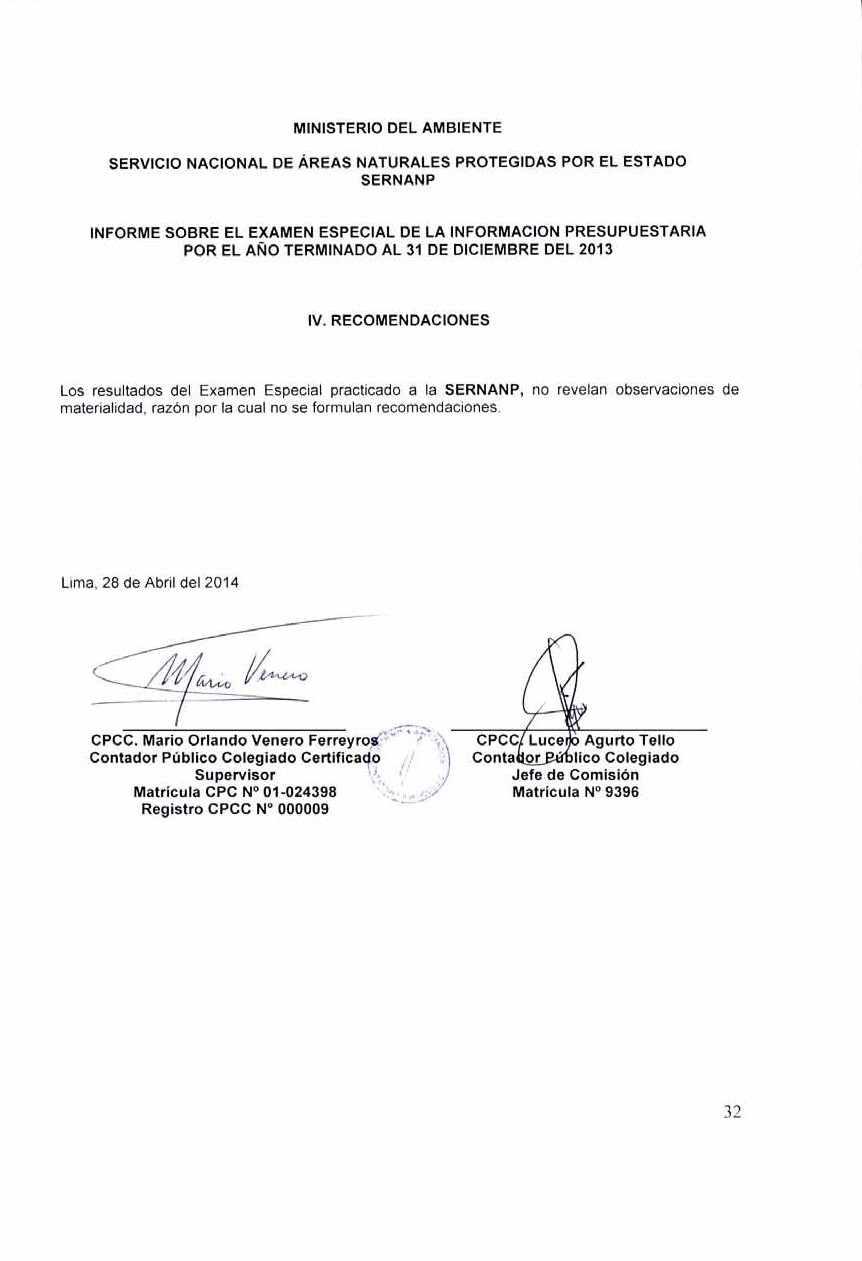 MINISTERIO DEL AMBIENTE
SERVICIO NACIONAL DE ÁREAS NATURALES PROTEGIDAS POR EL ESTADO
SERNANP
INFORME SOBRE EL EXAMEN ESPECIAL DE LA INFORMACION PRESUPUESTARIA
POR EL AÑO TERMINADO AL 31 DE DICIEMBRE DEL 2013
IV. RECOMENDACIONES
Los resultados del Examen Especial practicado a la SERNANP, no revelan observaciones de
materialidad, razón por la cual no se formulan recomendaciones.
Lima, 28 de Abril del 2014
Mario Venero
CPCC. Mario Orlando Venero Ferreyros
Contador Público Colegiado Certificado
Supervisor
Matrícula CPC Nº 01-024398
Registro CPCC Nº 000009
CPCC. Lucero Agurto Tello
Contador Público Colegiado
Jefe de Comisión
Matrícula Nº 9396
32